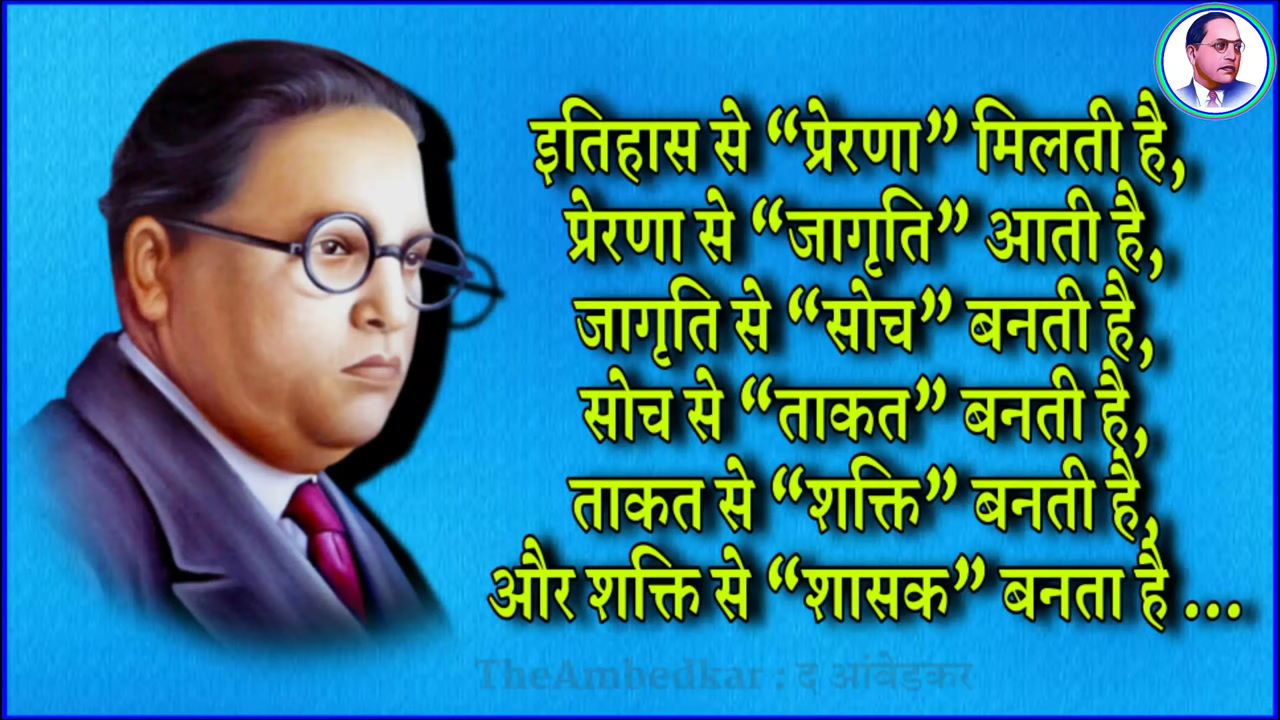 इतिहास से “प्रेरणा” मिलती है,
प्रेरणा से “जागृति” आती है,
जागृति से “सोच” बनती है,
सोच से “ताकत” बनती है,
ताकत से “शक्ति” बनती है,
और शक्ति से “शासक” बनता है ...
TheAmbedkar : द आंवेडकर